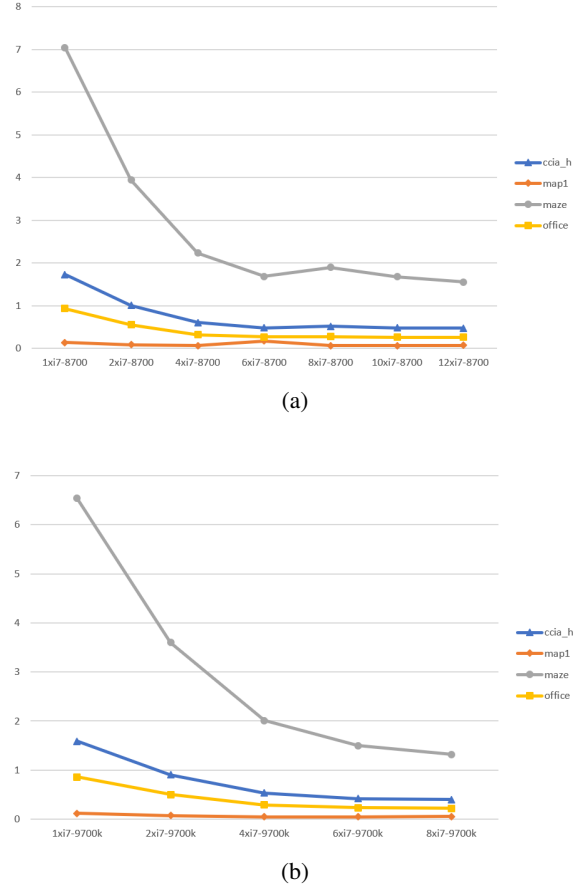 8
7
6
5
4
3
2
1
0
1xi7-8700 2xi7-8700 4xi7-8700 6xi7-8700 8xi7-8700 10xi7-8700 12xi7-8700
ccia_h
map1
maze
office
(a)
7
6
5
4
3
2
1
0
1xi7-9700k 2xi7-9700k 4xi7-9700k 6xi7-9700k 8xi7-9700k
ccia_h
map1
maze
office
(b)